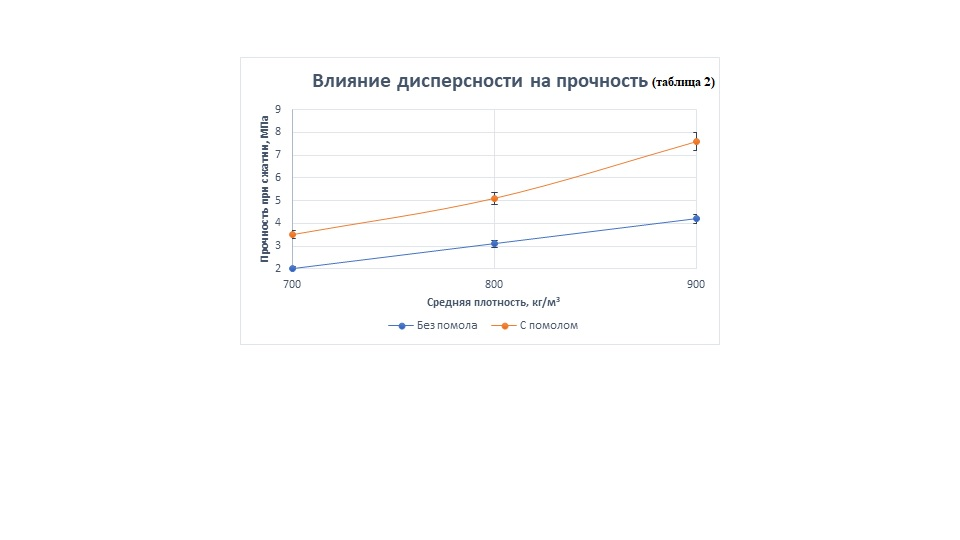 Влияние дисперсности на прочность (таблица 2)
Прочность при сжатии, МПа
9
8
7
6
5
4
3
2
700 800 900
Средняя плотность, кг/м³
Без помола С помолом